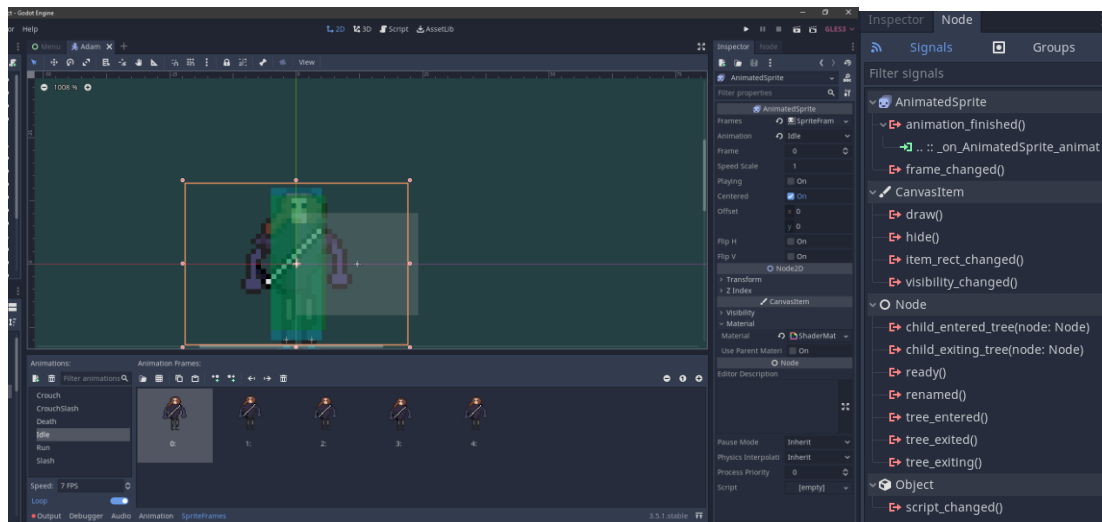 ct - Godot Engine
or Help
2D 3D Script AssetLib
GLES3
Menu Adam X +
Inspector Node
View
1008 %
AnimatedSprite
Filter properties
AnimatedSprite
Frames SpriteFram
Animation Idle
Frame 0
Speed Scale 1
Playing On
Centered On
Offset x 0
y 0
Flip H On
Flip V On
Node2D
Transform
Z Index
CanvasItem
Visibility
Material
Material ShaderMat
Use Parent Materi On
Node
Editor Description
Pause Mode Inherit
Physics Interpolati Inherit
Process Priority 0
Script [empty]
Animations:
Filter animations
Crouch
CrouchSlash
Death
Idle
Run
Slash
Speed: 7 FPS
Loop
Animation Frames:
0: 1: 2: 3: 4:
Output Debugger Audio Animation SpriteFrames
3.5.1.stable
Inspector Node
Signals Groups
Filter signals
AnimatedSprite
animation_finished()
.. :: _on_AnimatedSprite_animat
frame_changed()
CanvasItem
draw()
hide()
item_rect_changed()
visibility_changed()
Node
child_entered_tree(node: Node)
child_exiting_tree(node: Node)
ready()
renamed()
tree_entered()
tree_exited()
tree_exiting()
Object
script_changed()